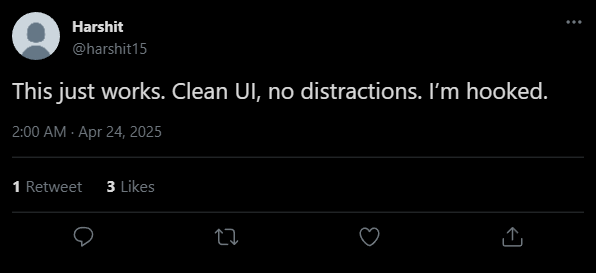 Harshit
@harshit15
This just works. Clean UI, no distractions. I’m hooked.
2:00 AM · Apr 24, 2025
1 Retweet 3 Likes